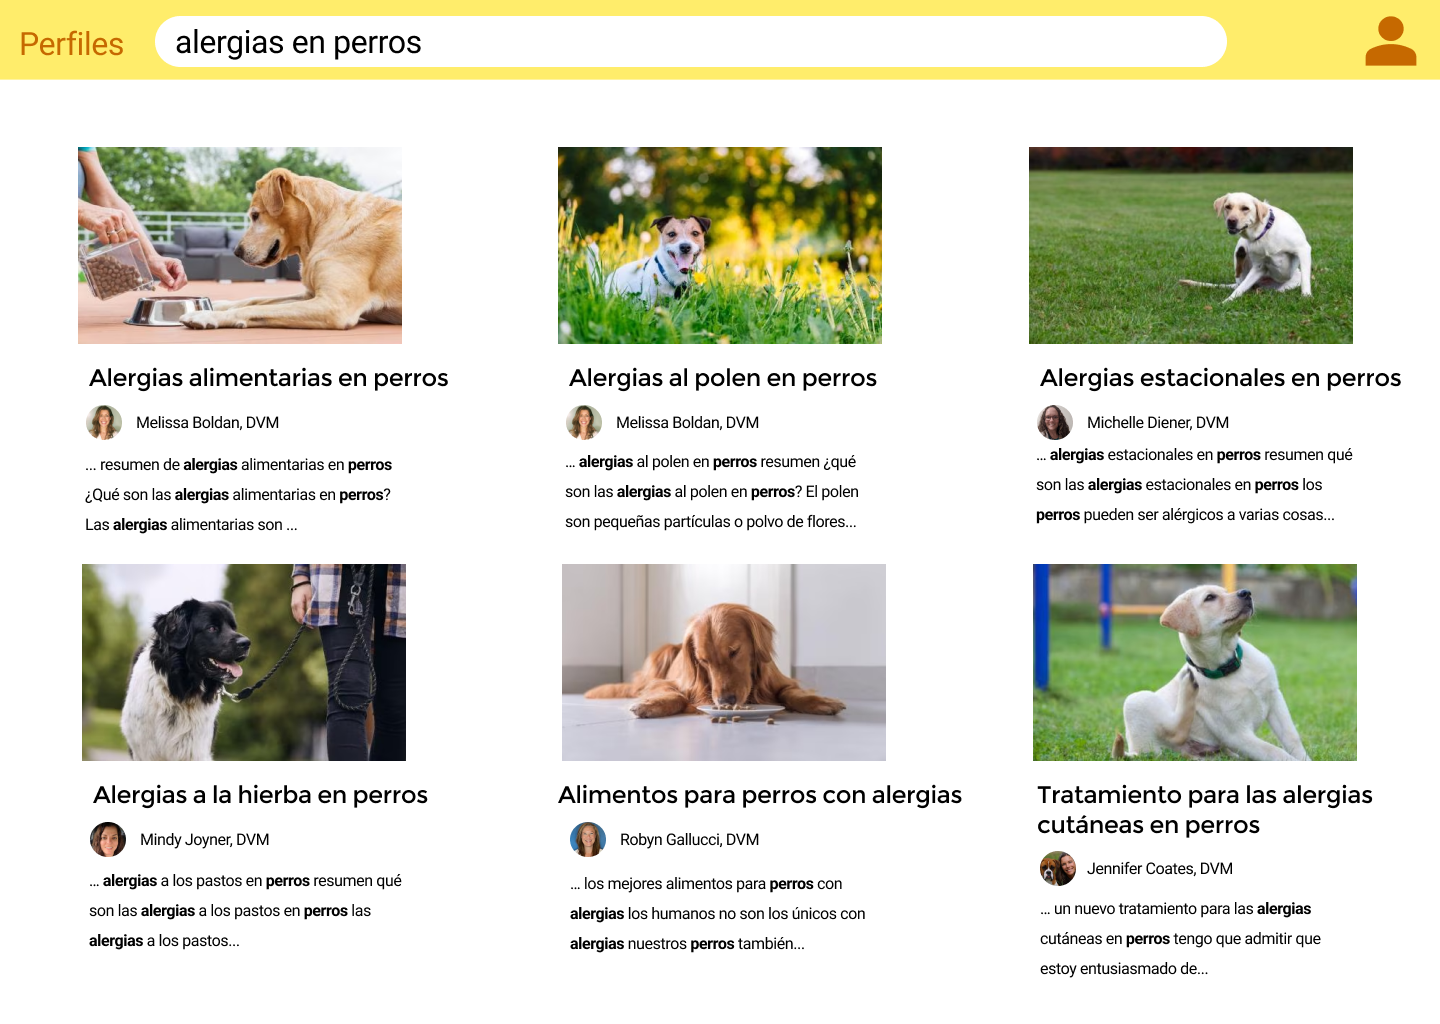 Perfiles
alergias en perros
Alergias alimentarias en perros
Melissa Boldan, DVM
... resumen de alergias alimentarias en perros
¿Qué son las alergias alimentarias en perros?
Las alergias alimentarias son ...
Alergias al polen en perros
Melissa Boldan, DVM
... alergias al polen en perros resumen ¿qué
son las alergias al polen en perros? El polen
son pequeñas partículas o polvo de flores...
Alergias estacionales en perros
Michelle Diener, DVM
... alergias estacionales en perros resumen qué
son las alergias estacionales en perros los
perros pueden ser alérgicos a varias cosas...
Alergias a la hierba en perros
Mindy Joyner, DVM
... alergias a los pastos en perros resumen qué
son las alergias a los pastos en perros las
alergias a los pastos...
Alimentos para perros con alergias
Robyn Gallucci, DVM
... los mejores alimentos para perros con
alergias los humanos no son los únicos con
alergias nuestros perros también...
Tratamiento para las alergias
cutáneas en perros
Jennifer Coates, DVM
... un nuevo tratamiento para las alergias
cutáneas en perros tengo que admitir que
estoy entusiasmado de...